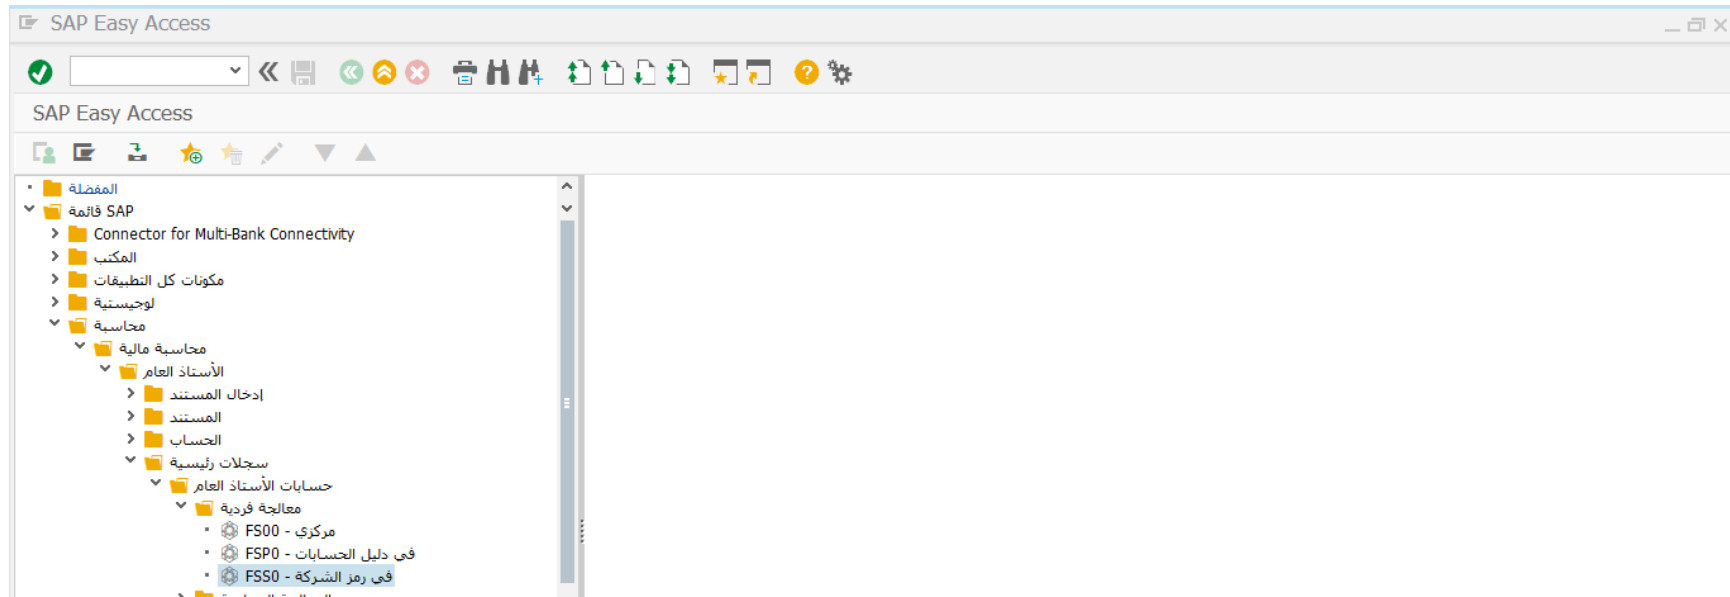 SAP Easy Access
SAP Easy Access
المفضلة
قائمة SAP
Connector for Multi-Bank Connectivity
المكتب
مكونات كل التطبيقات
لوجيستية
محاسبة
محاسبة مالية
الأستاذ العام
إدخال المستند
المستند
الحساب
سجلات رئيسية
حسابات الأستاذ العام
معالجة فردية
FS00 - مركزي
FSP0 - في دليل الحسابات
FSS0 - في رمز الشركة